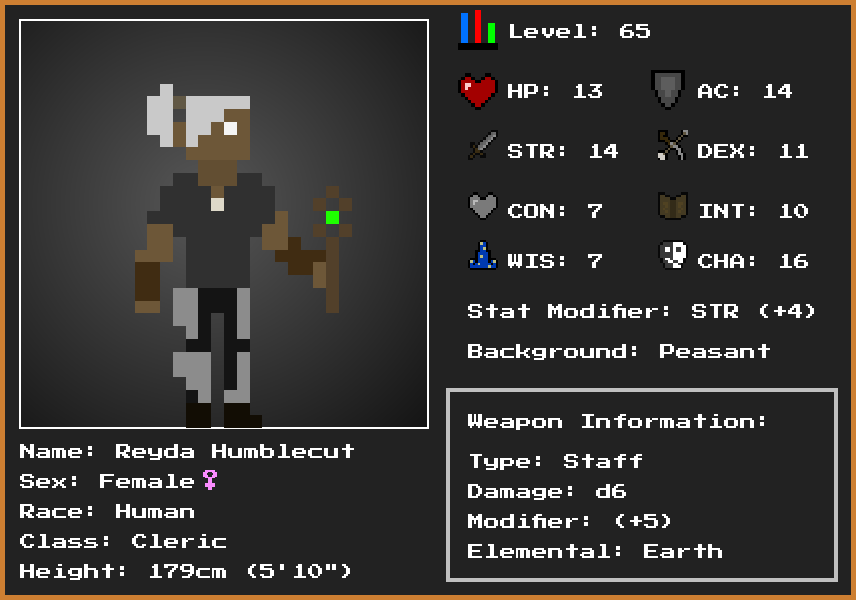 Level: 65
HP: 13
AC: 14
STR: 14
DEX: 11
CON: 7
INT: 10
WIS: 7
CHA: 16
Stat Modifier: STR (+4)
Background: Peasant
Weapon Information:
Type: Staff
Damage: d6
Modifier: (+5)
Elemental: Earth
Name: Reyda Humblecut
Sex: Female♀
Race: Human
Class: Cleric
Height: 179cm (5'10")